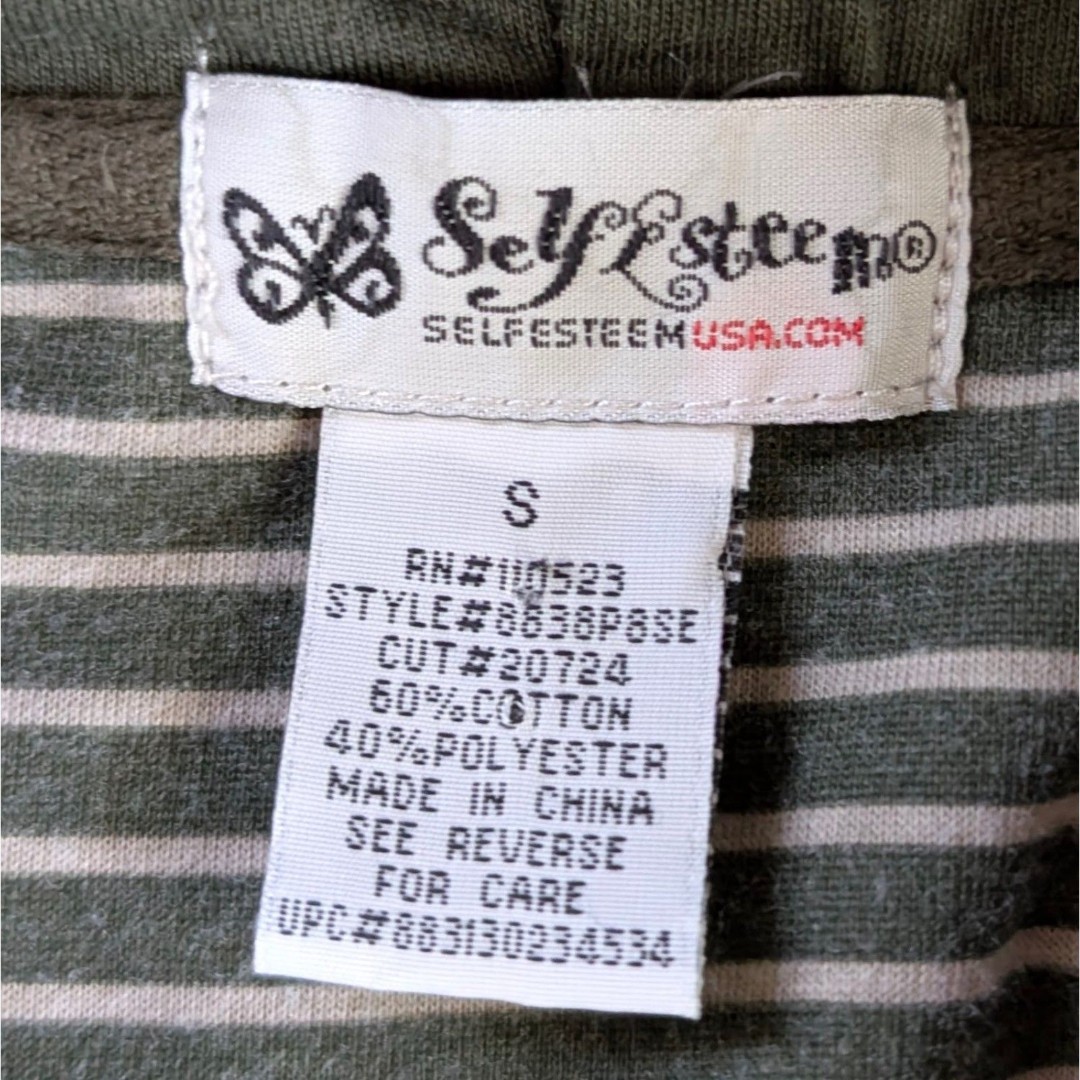 Self Esteem®
SELFESTEEMUSA.COM
S
RN#110523
STYLE#8838P8SE
CUT#20724
60%COTTON
40%POLYESTER
MADE IN CHINA
SEE REVERSE
FOR CARE
UPC#883130234534